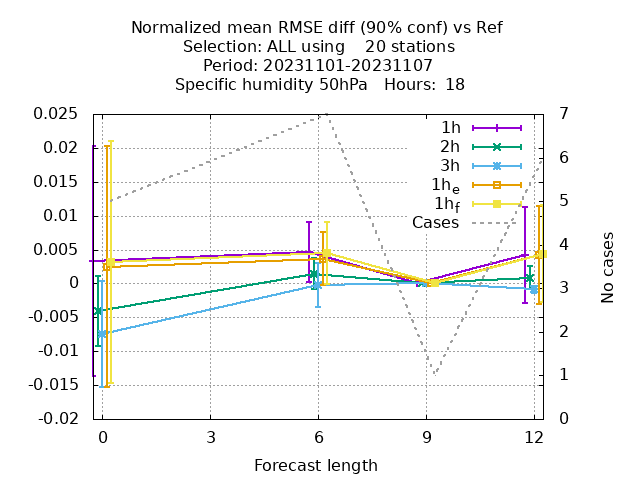 Normalized mean RMSE diff (90% conf) vs Ref
Selection: ALL using    20 stations
Period: 20231101-20231107
Specific humidity 50hPa   Hours:  18
0.025
0.02
0.015
0.01
0.005
0
-0.005
-0.01
-0.015
-0.02
7
6
5
4
3
2
1
0
1h
2h
3h
1h_e
1h_f
Cases
No cases
0 3 6 9 12
Forecast length